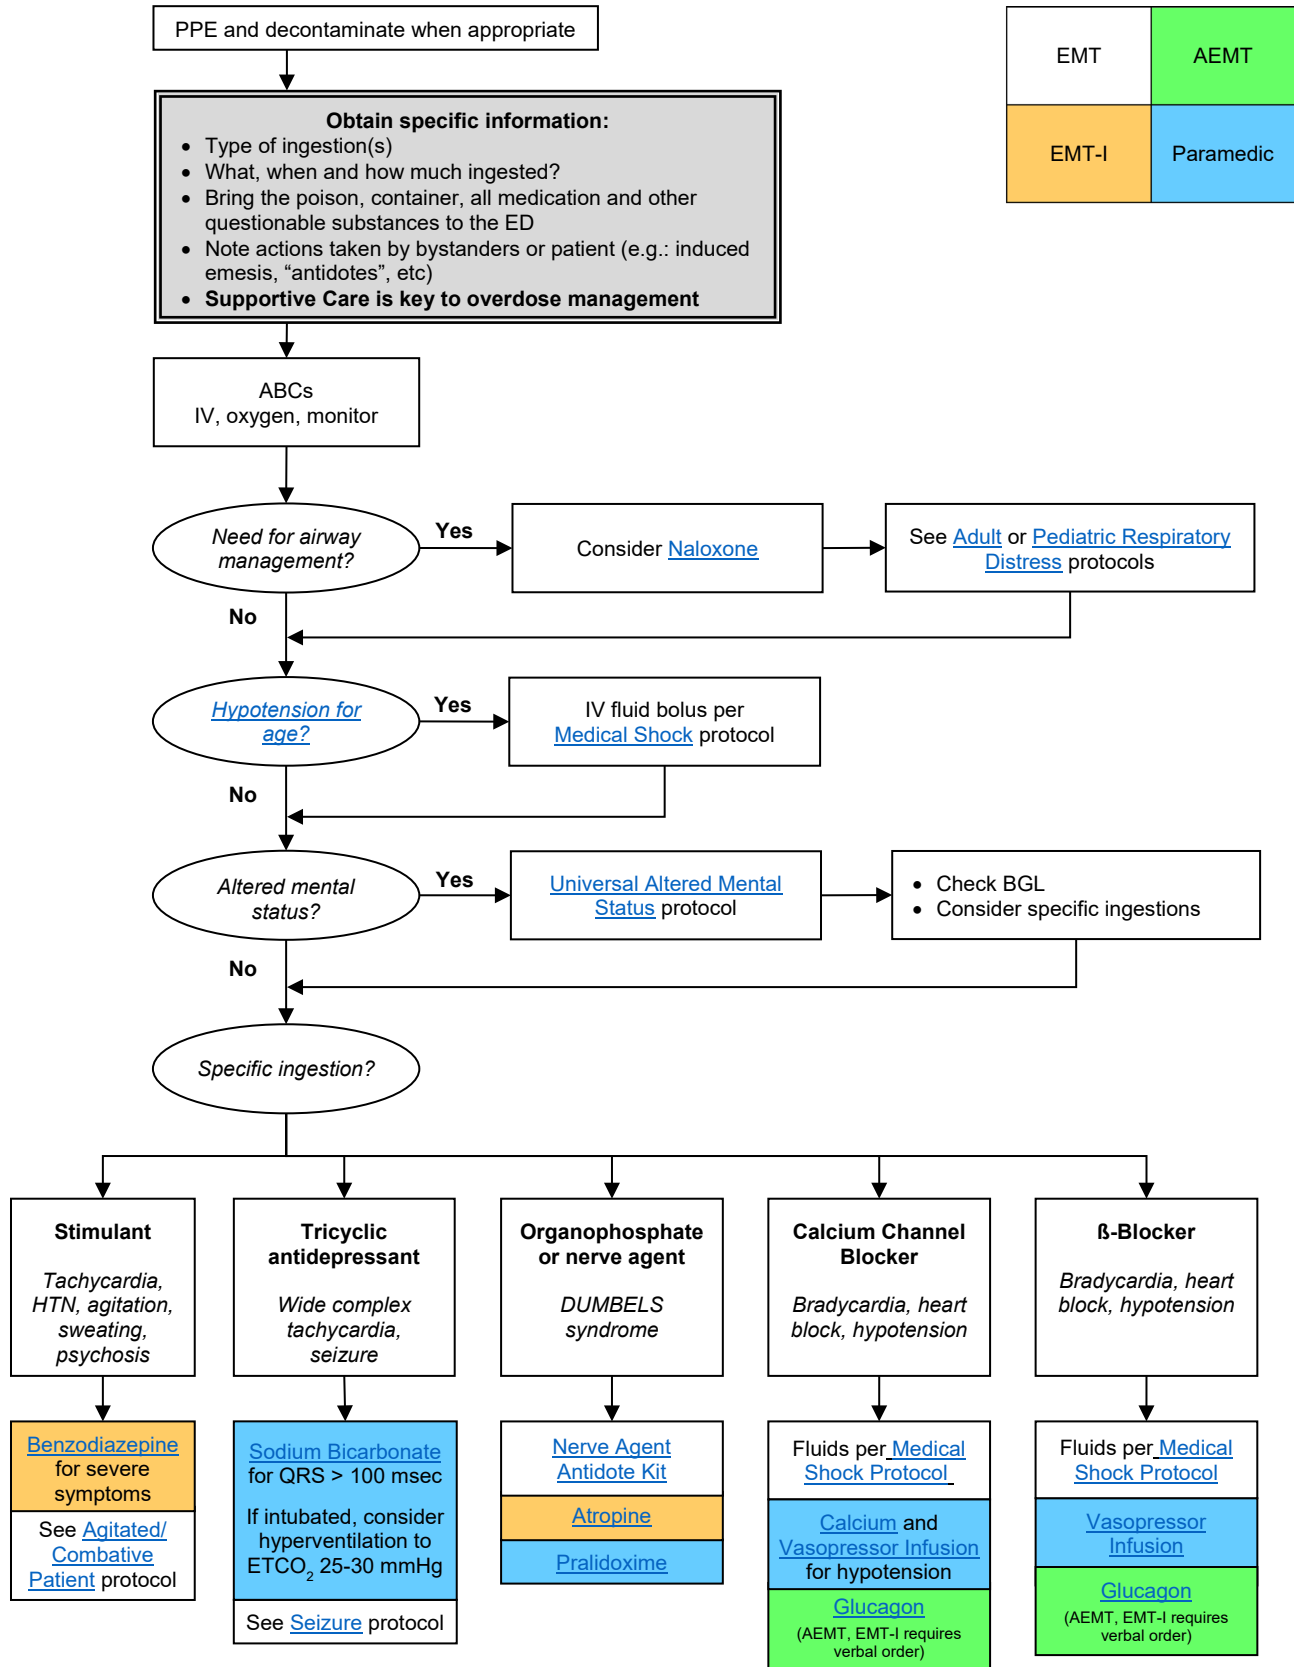 PPE and decontaminate when appropriate
EMT
AEMT
EMT-I
Paramedic
Obtain specific information:
• Type of ingestion(s)
• What, when and how much ingested?
• Bring the poison, container, all medication and other
questionable substances to the ED
• Note actions taken by bystanders or patient (e.g.: induced
emesis, “antidotes”, etc)
• Supportive Care is key to overdose management
ABCs
IV, oxygen, monitor
Need for airway
management?
Yes
Consider Naloxone
See Adult or Pediatric Respiratory
Distress protocols
No
Hypotension for
age?
Yes
IV fluid bolus per
Medical Shock protocol
No
Altered mental
status?
Yes
Universal Altered Mental
Status protocol
• Check BGL
• Consider specific ingestions
No
Specific ingestion?
Stimulant
Tachycardia,
HTN, agitation,
sweating,
psychosis
Tricyclic
antidepressant
Wide complex
tachycardia,
seizure
Organophosphate
or nerve agent
DUMBELS
syndrome
Calcium Channel
Blocker
Bradycardia, heart
block, hypotension
ß-Blocker
Bradycardia, heart
block, hypotension
Benzodiazepine
for severe
symptoms
See Agitated/
Combative
Patient protocol
Sodium Bicarbonate
for QRS > 100 msec
If intubated, consider
hyperventilation to
ETCO2 25-30 mmHg
See Seizure protocol
Nerve Agent
Antidote Kit
Atropine
Pralidoxime
Fluids per Medical
Shock Protocol
Calcium and
Vasopressor Infusion
for hypotension
Glucagon
(AEMT, EMT-I requires
verbal order)
Fluids per Medical
Shock Protocol
Vasopressor
Infusion
Glucagon
(AEMT, EMT-I requires
verbal order)